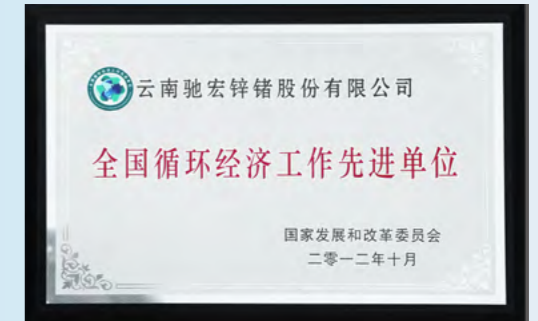 云南驰宏锌锗股份有限公司
全国循环经济工作先进单位
国家发展和改革委员会
二零一二年十月